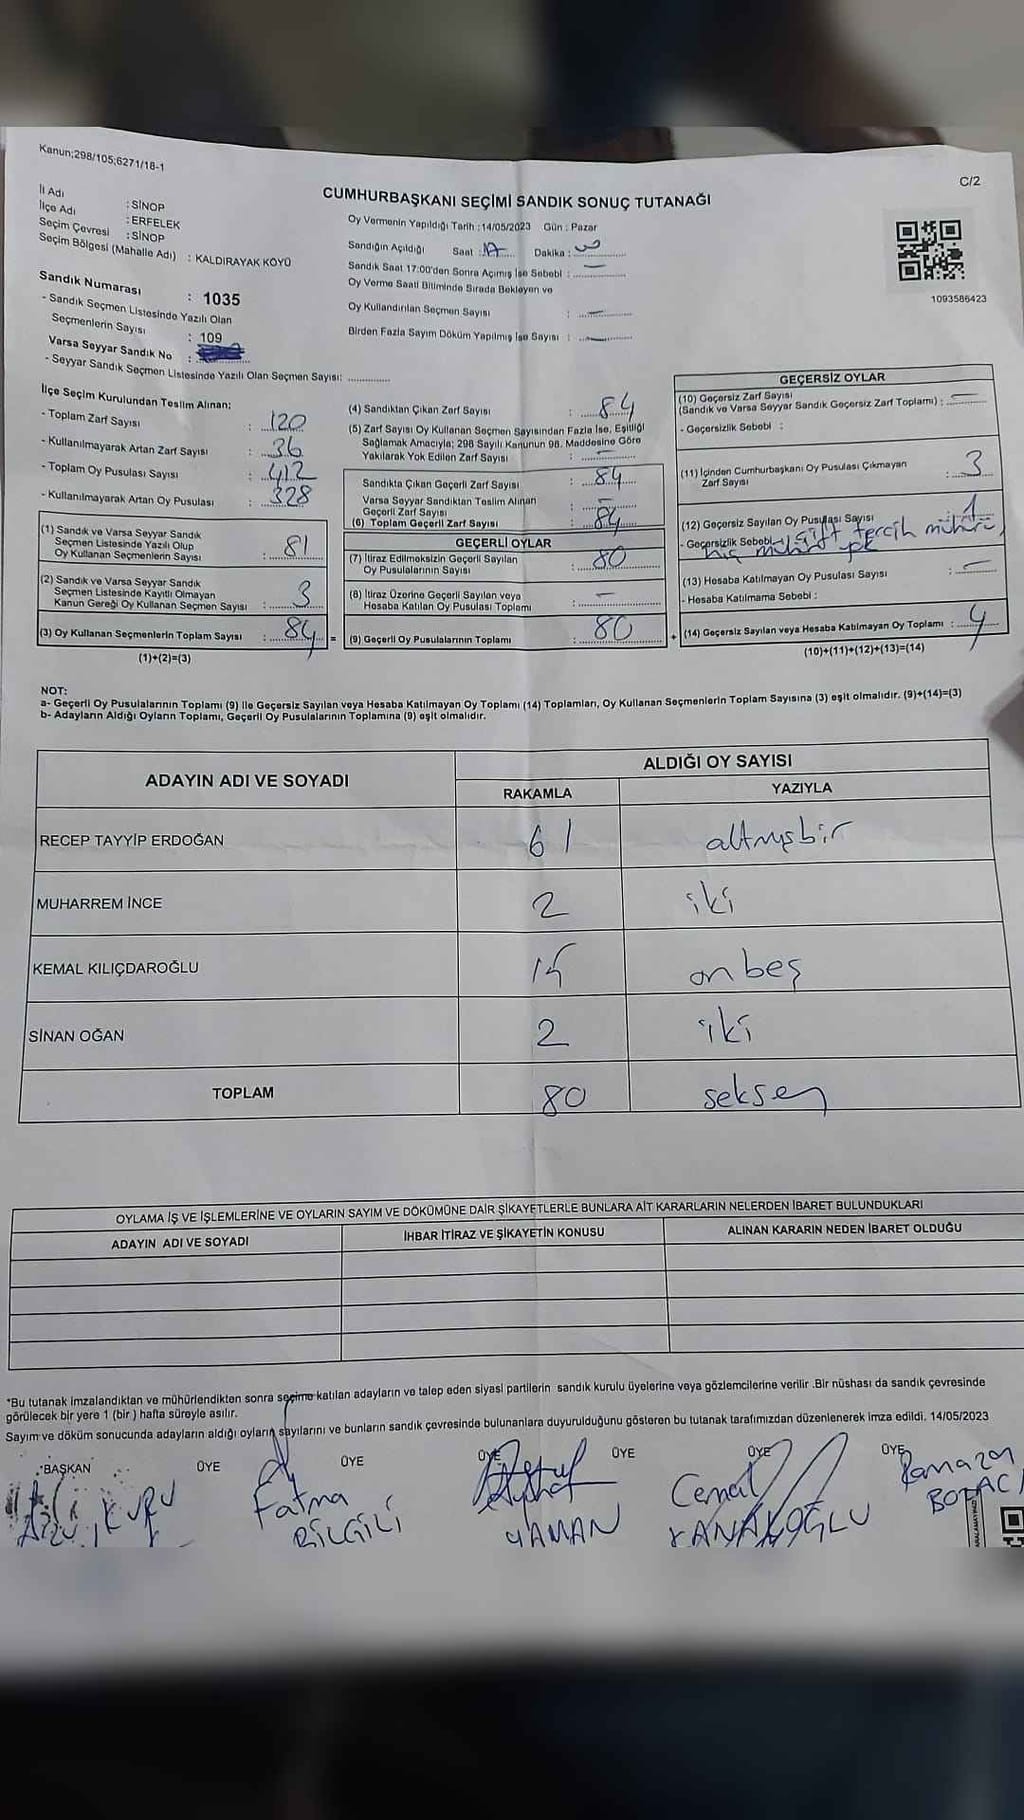 Kanun;298/105;6271/18-1
C/2
CUMHURBAŞKANI SEÇİMİ SANDIK SONUÇ TUTANAĞI
İl Adı : SİNOP
İlçe Adı : ERFELEK
Seçim Çevresi : SİNOP
Seçim Bölgesi (Mahalle Adı) : KALDIRAYAK KÖYÜ
Sandık Numarası : 1035
- Sandık Seçmen Listesinde Yazılı Olan
Seçmenlerin Sayısı : 109
Varsa Seyyar Sandık No :
- Seyyar Sandık Seçmen Listesinde Yazılı Olan Seçmen Sayısı: ..............
Oy Vermenin Yapıldığı Tarih : 14/05/2023 Gün : Pazar
Sandığın Açıldığı Saat : 17 Dakika :
Sandık Saat 17:00'den Sonra Açımış İse Sebebi : —
Oy Verme Saati Bitiminde Sırada Bekleyen ve
Oy Kullandırılan Seçmen Sayısı : —
Birden Fazla Sayım Döküm Yapılmış İse Sayısı : —
1093586423
İlçe Seçim Kurulundan Teslim Alınan:
- Toplam Zarf Sayısı : 120
- Kullanılmayarak Artan Zarf Sayısı : 36
- Toplam Oy Pusulası Sayısı : 412
- Kullanılmayarak Artan Oy Pusulası : 328
(1) Sandık ve Varsa Seyyar Sandık
Seçmen Listesinde Yazılı Olup
Oy Kullanan Seçmenlerin Sayısı : 81
(2) Sandık ve Varsa Seyyar Sandık
Seçmen Listesinde Kayıtlı Olmayan
Kanun Gereği Oy Kullanan Seçmen Sayısı : 3
(3) Oy Kullanan Seçmenlerin Toplam Sayısı : 84 =
(1)+(2)=(3)
(4) Sandıktan Çıkan Zarf Sayısı : 84
(5) Zarf Sayısı Oy Kullanan Seçmen Sayısından Fazla İse, Eşitliği
Sağlamak Amacıyla; 298 Sayılı Kanunun 98. Maddesine Göre
Yakılarak Yok Edilen Zarf Sayısı : —
Sandıkta Çıkan Geçerli Zarf Sayısı : 84
Varsa Seyyar Sandıktan Teslim Alınan
Geçerli Zarf Sayısı : —
(6) Toplam Geçerli Zarf Sayısı : 84
GEÇERLİ OYLAR
(7) İtiraz Edilmeksizin Geçerli Sayılan
Oy Pusulalarının Sayısı : 80
(8) İtiraz Üzerine Geçerli Sayılan veya
Hesaba Katılan Oy Pusulası Toplamı : —
(9) Geçerli Oy Pusulalarının Toplamı : 80 +
GEÇERSİZ OYLAR
(10) Geçersiz Zarf Sayısı
(Sandık ve Varsa Seyyar Sandık Geçersiz Zarf Toplamı) : —
- Geçersizlik Sebebi :
(11) İçinden Cumhurbaşkanı Oy Pusulası Çıkmayan
Zarf Sayısı : 3
(12) Geçersiz Sayılan Oy Pusulası Sayısı : 1
- Geçersizlik Sebebi : çift tercih mührü,
hiç mühür yok
(13) Hesaba Katılmayan Oy Pusulası Sayısı : —
- Hesaba Katılmama Sebebi :
(14) Geçersiz Sayılan veya Hesaba Katılmayan Oy Toplamı : 4
(10)+(11)+(12)+(13)=(14)
NOT:
a- Geçerli Oy Pusulalarının Toplamı (9) ile Geçersiz Sayılan veya Hesaba Katılmayan Oy Toplamı (14) Toplamları, Oy Kullanan Seçmenlerin Toplam Sayısına (3) eşit olmalıdır. (9)+(14)=(3)
b- Adayların Aldığı Oyların Toplamı, Geçerli Oy Pusulalarının Toplamına (9) eşit olmalıdır.
ADAYIN ADI VE SOYADI
ALDIĞI OY SAYISI
RAKAMLA YAZIYLA
RECEP TAYYİP ERDOĞAN 61 altmışbir
MUHARREM İNCE 2 iki
KEMAL KILIÇDAROĞLU 15 onbeş
SİNAN OĞAN 2 iki
TOPLAM 80 seksen
OYLAMA İŞ VE İŞLEMLERİNE VE OYLARIN SAYIM VE DÖKÜMÜNE DAİR ŞİKAYETLERLE BUNLARA AİT KARARLARIN NELERDEN İBARET BULUNDUKLARI
ADAYIN ADI VE SOYADI İHBAR İTİRAZ VE ŞİKAYETİN KONUSU ALINAN KARARIN NEDEN İBARET OLDUĞU
*Bu tutanak imzalandıktan ve mühürlendikten sonra seçime katılan adayların ve talep eden siyasi partilerin sandık kurulu üyelerine veya gözlemcilerine verilir .Bir nüshası da sandık çevresinde
görülecek bir yere 1 (bir ) hafta süreyle asılır.
Sayım ve döküm sonucunda adayların aldığı oyların sayılarını ve bunların sandık çevresinde bulunanlara duyurulduğunu gösteren bu tutanak tarafımızdan düzenlenerek imza edildi. 14/05/2023
BAŞKAN ÜYE ÜYE ÜYE ÜYE ÜYE ÜYE
KURU
Fatma
BİLGİLİ
YAMAN
Cemal
Ramazan